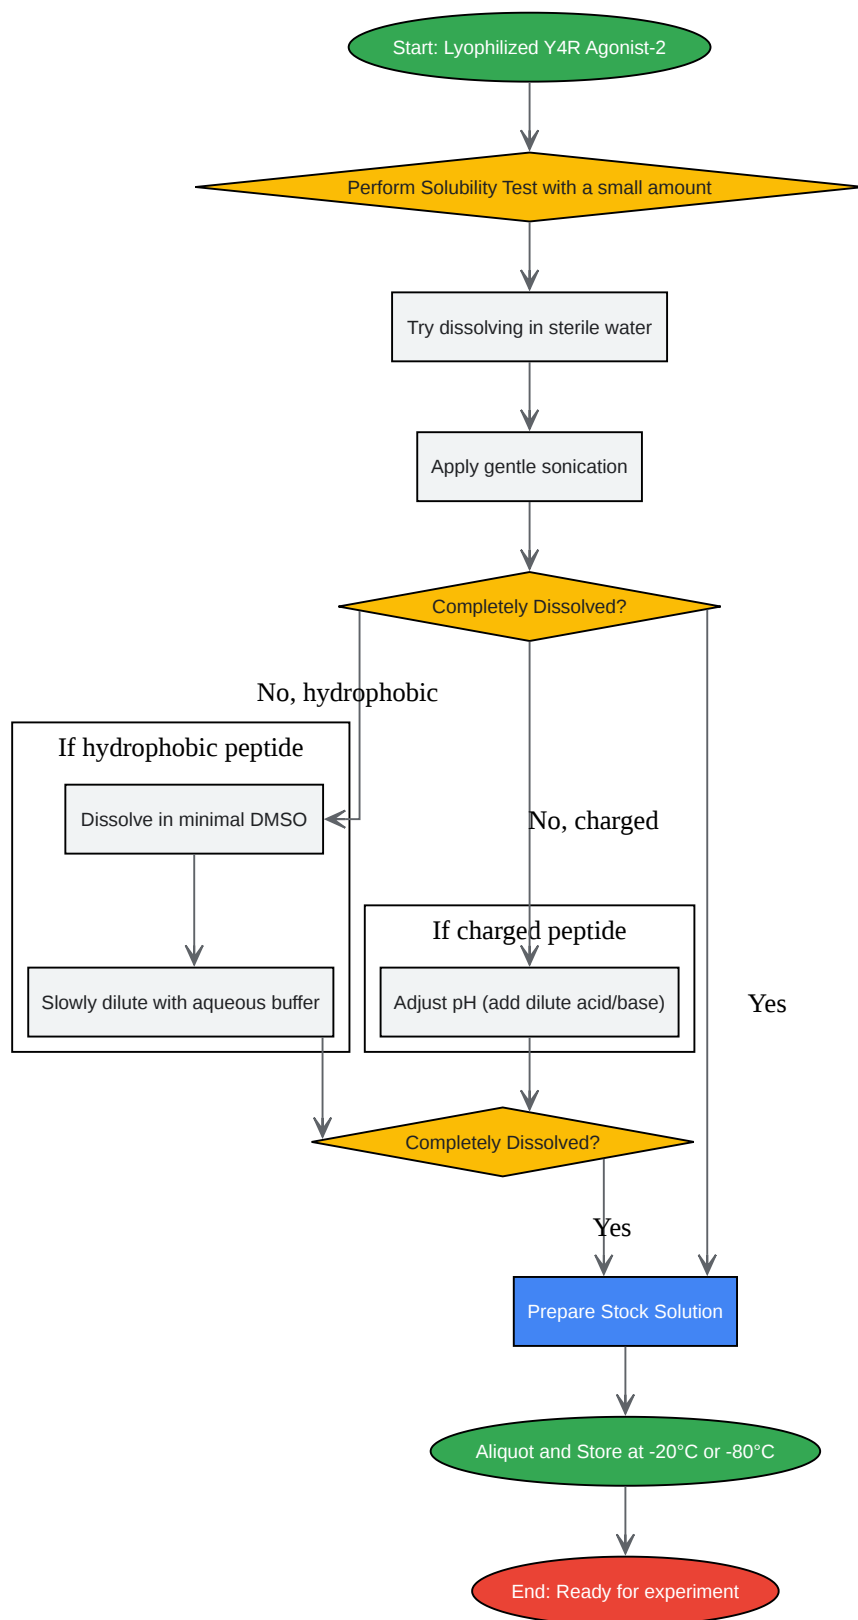 Start: Lyophilized Y4R Agonist-2
Perform Solubility Test with a small amount
Try dissolving in sterile water
Apply gentle sonication
Completely Dissolved?
No, hydrophobic
If hydrophobic peptide
Dissolve in minimal DMSO
No, charged
If charged peptide
Slowly dilute with aqueous buffer
Adjust pH (add dilute acid/base)
Yes
Completely Dissolved?
Yes
Prepare Stock Solution
Aliquot and Store at -20°C or -80°C
End: Ready for experiment